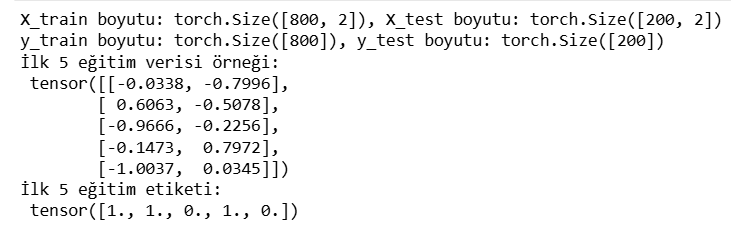 X_train boyutu: torch.Size([800, 2]), X_test boyutu: torch.Size([200, 2])
y_train boyutu: torch.Size([800]), y_test boyutu: torch.Size([200])
İlk 5 eğitim verisi örneği:
 tensor([[-0.0338, -0.7996],
        [ 0.6063, -0.5078],
        [-0.9666, -0.2256],
        [-0.1473,  0.7972],
        [-1.0037,  0.0345]])
İlk 5 eğitim etiketi:
 tensor([1., 1., 0., 1., 0.])